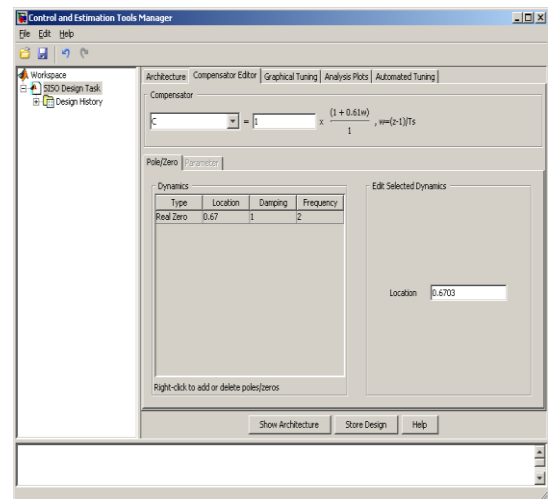 Control and Estimation Tools Manager
File Edit Help
Workspace
SISO Design Task
Design History
Architecture Compensator Editor Graphical Tuning Analysis Plots Automated Tuning
Compensator
C = 1 x (1 + 0.61w) , w=(z-1)/Ts
1
Pole/Zero Parameter
Dynamics
Type Location Damping Frequency
Real Zero 0.67 1 2
Right-click to add or delete poles/zeros
Edit Selected Dynamics
Location 0.6703
Show Architecture Store Design Help